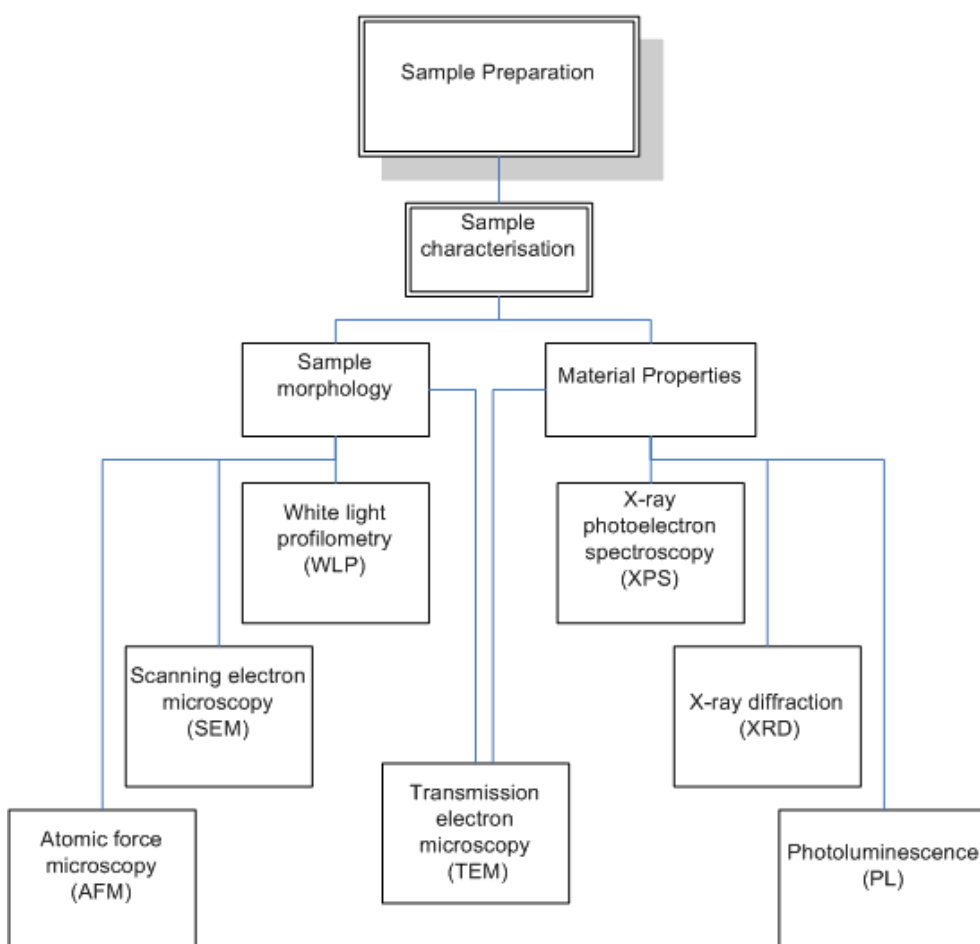 Sample Preparation
Sample
characterisation
Sample
morphology
Material Properties
White light
profilometry
(WLP)
X-ray
photoelectron
spectroscopy
(XPS)
Scanning electron
microscopy
(SEM)
X-ray diffraction
(XRD)
Transmission
electron
microscopy
(TEM)
Atomic force
microscopy
(AFM)
Photoluminescence
(PL)